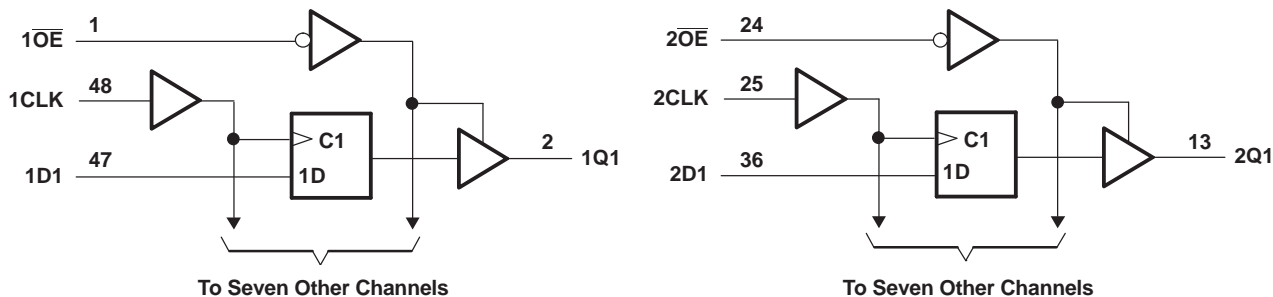 1OE 1
1CLK 48
1D1 47
C1
1D
2 1Q1
To Seven Other Channels
2OE 24
2CLK 25
2D1 36
C1
1D
13 2Q1
To Seven Other Channels